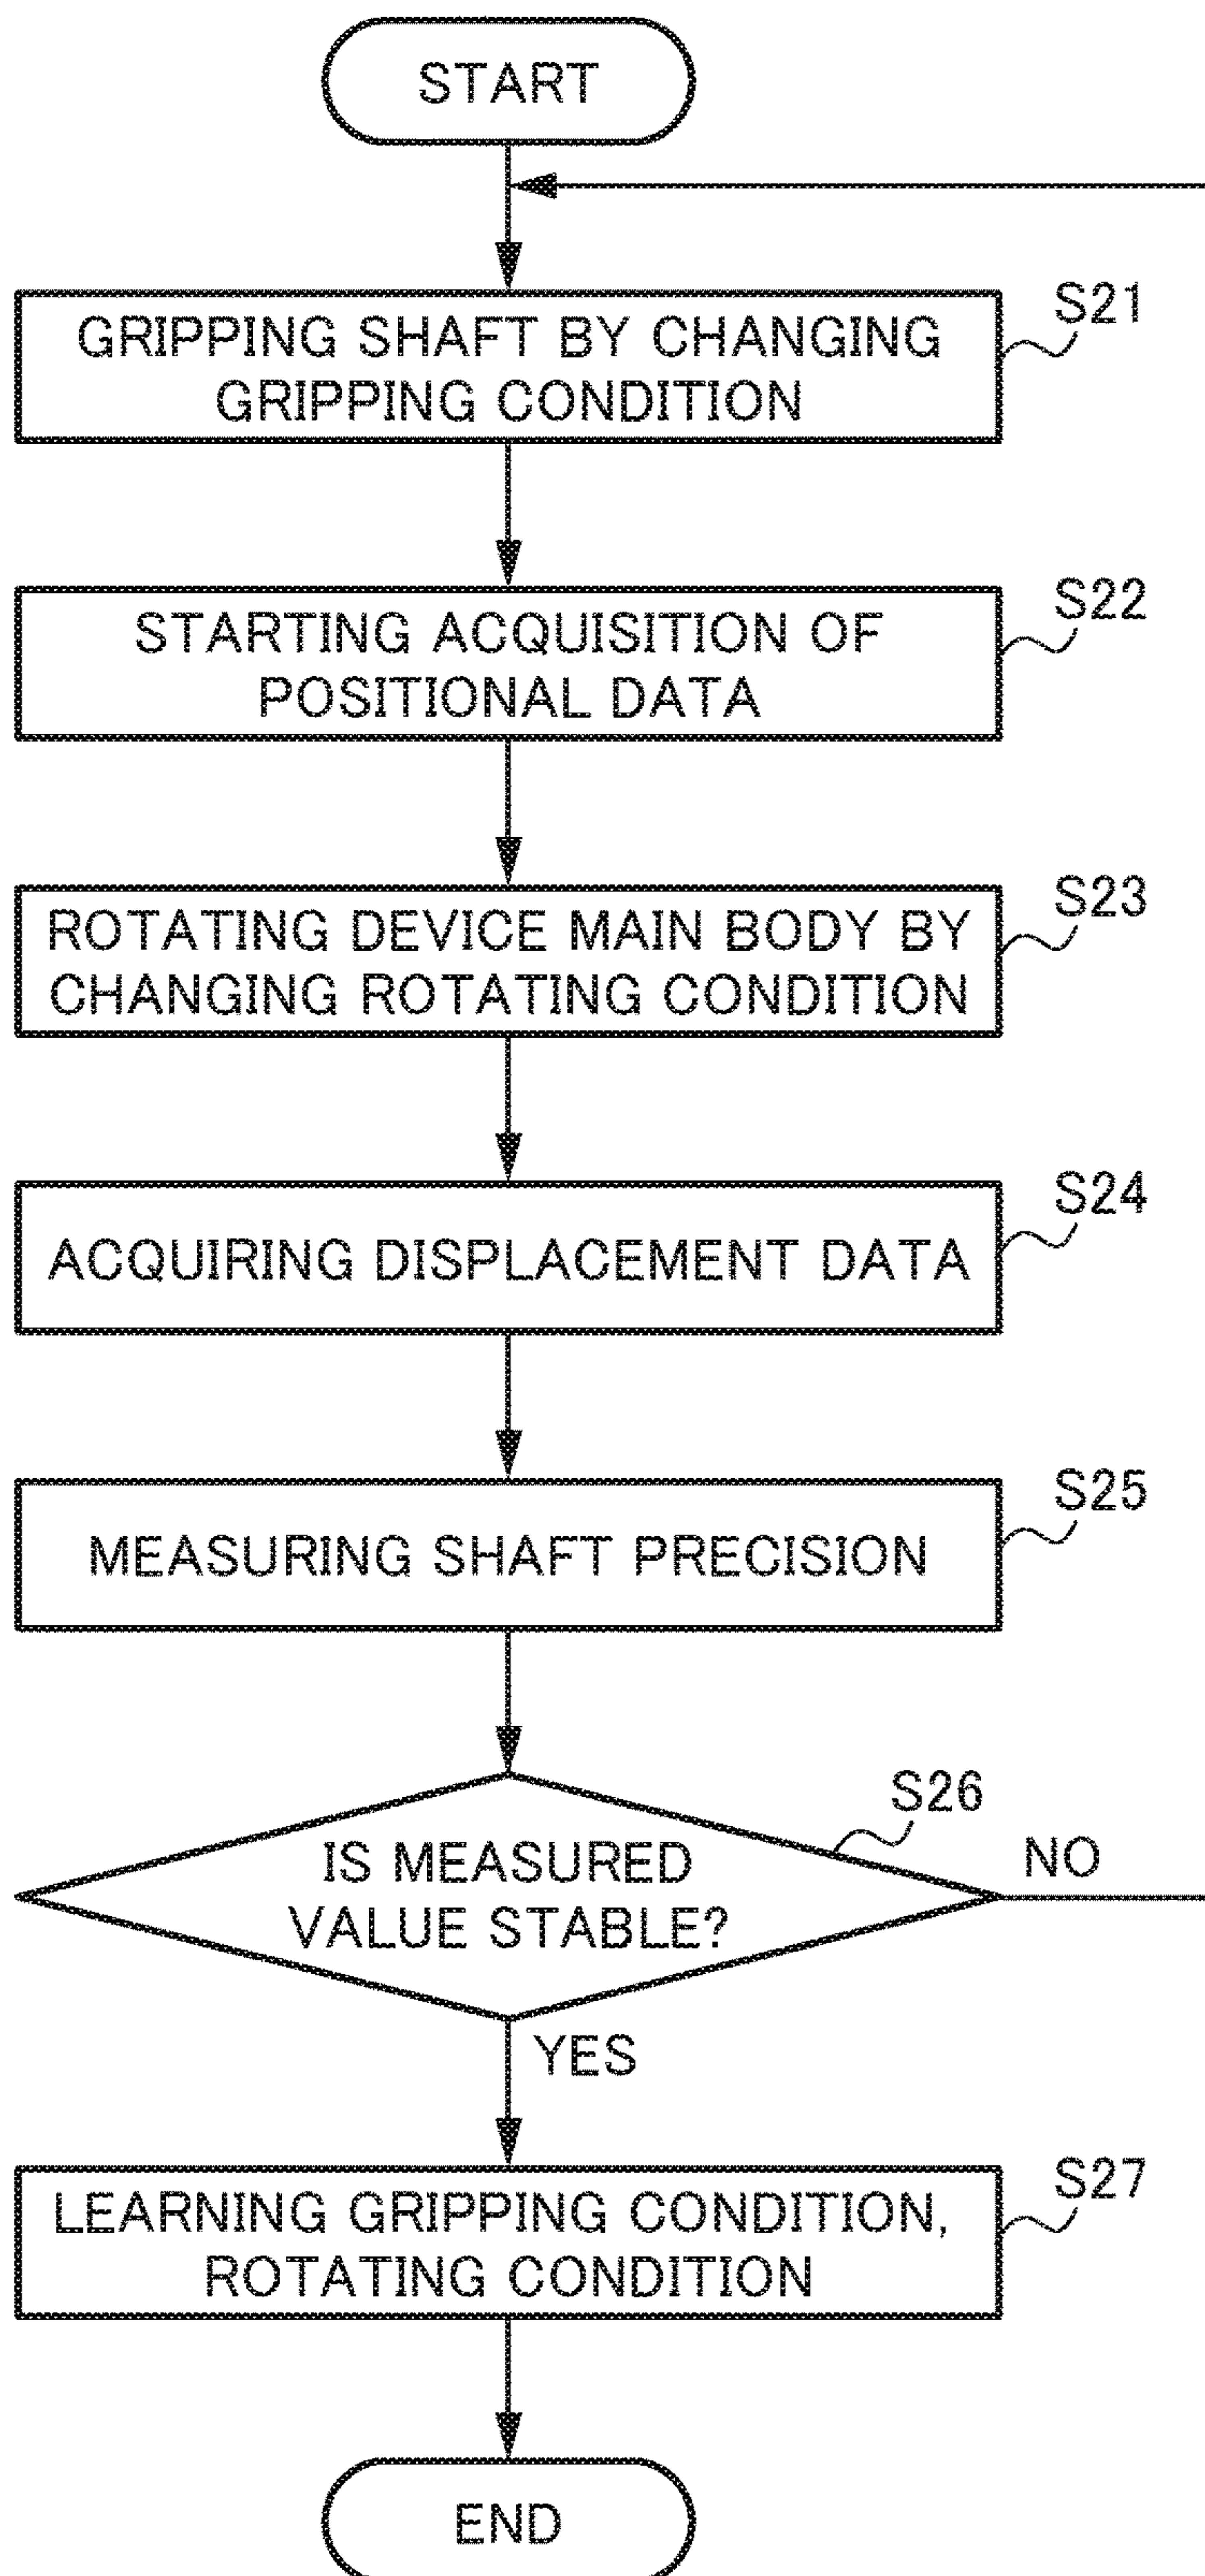 START
GRIPPING SHAFT BY CHANGING
GRIPPING CONDITION
S21
STARTING ACQUISITION OF
POSITIONAL DATA
S22
ROTATING DEVICE MAIN BODY BY
CHANGING ROTATING CONDITION
S23
ACQUIRING DISPLACEMENT DATA
S24
MEASURING SHAFT PRECISION
S25
IS MEASURED
VALUE STABLE?
S26
NO
YES
LEARNING GRIPPING CONDITION,
ROTATING CONDITION
S27
END